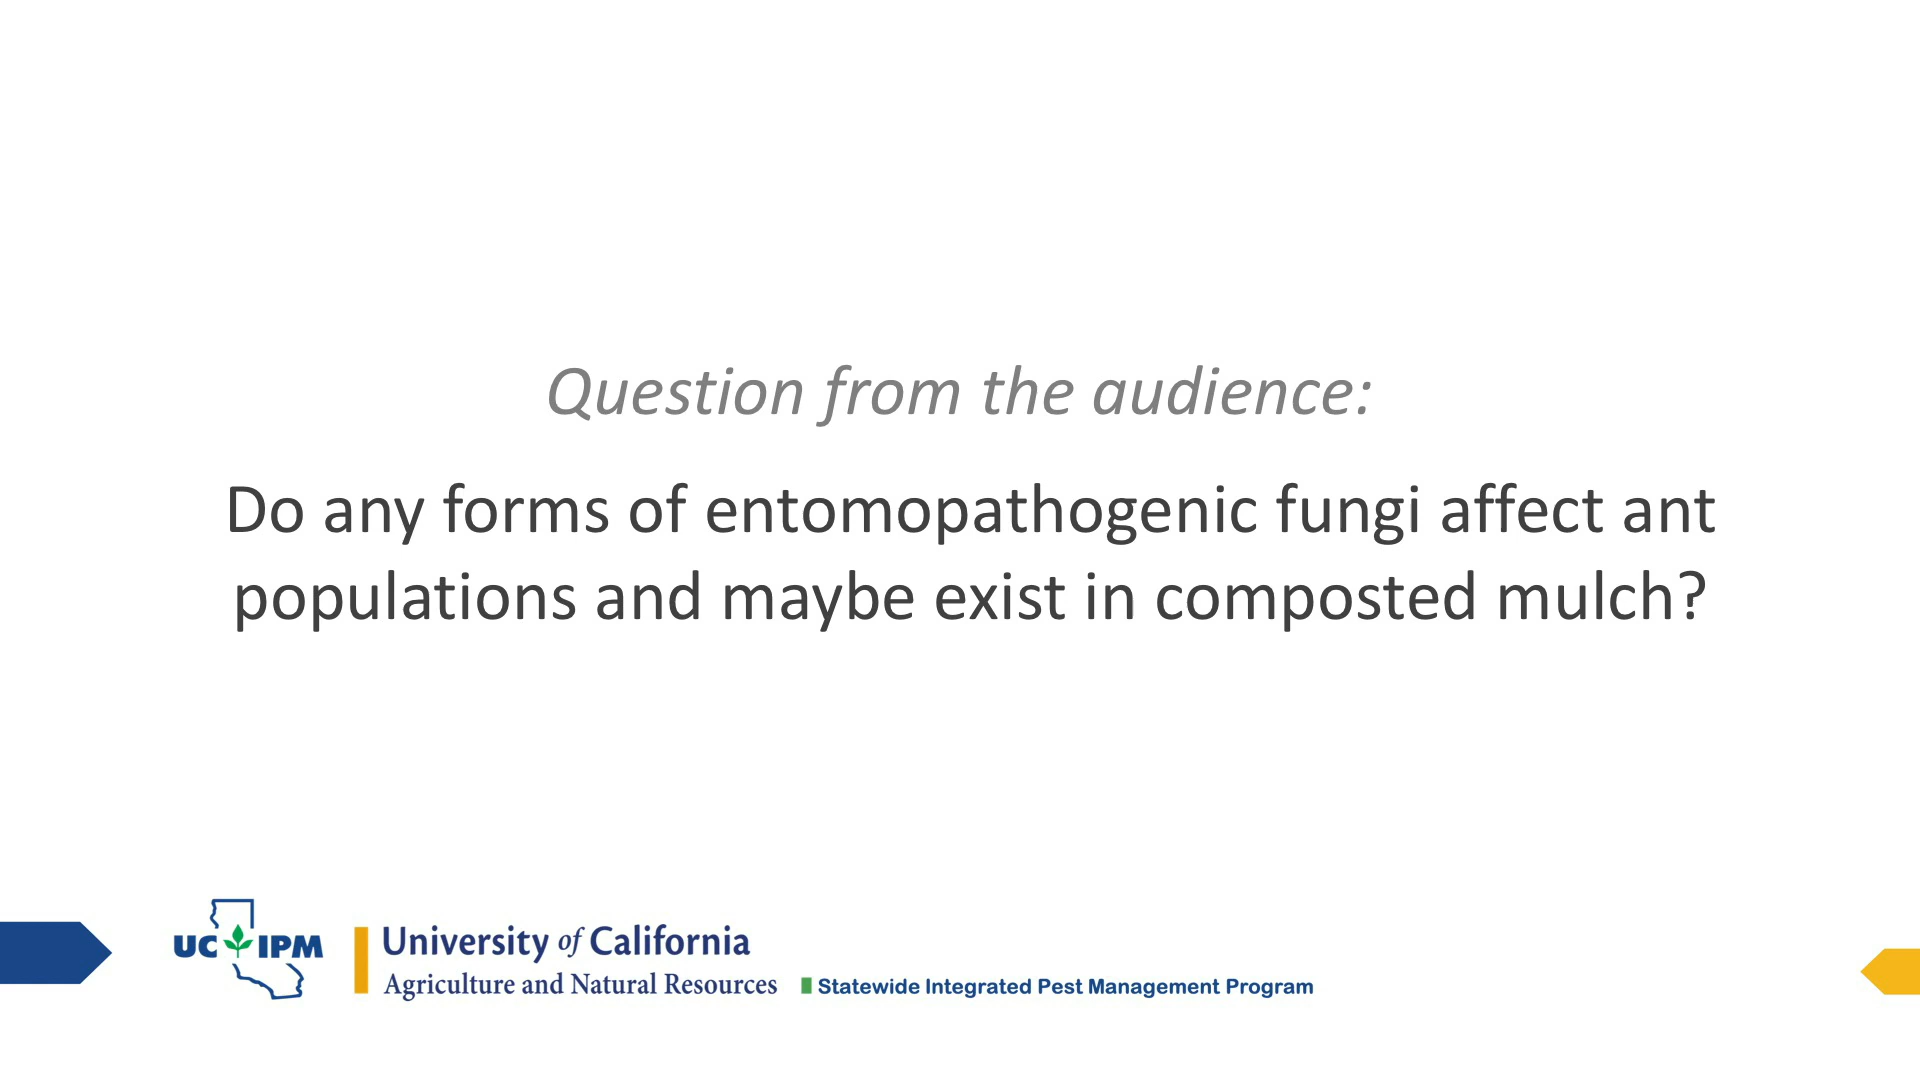 Question from the audience:
Do any forms of entomopathogenic fungi affect ant
populations and maybe exist in composted mulch?
UC IPM
University of California
Agriculture and Natural Resources
Statewide Integrated Pest Management Program